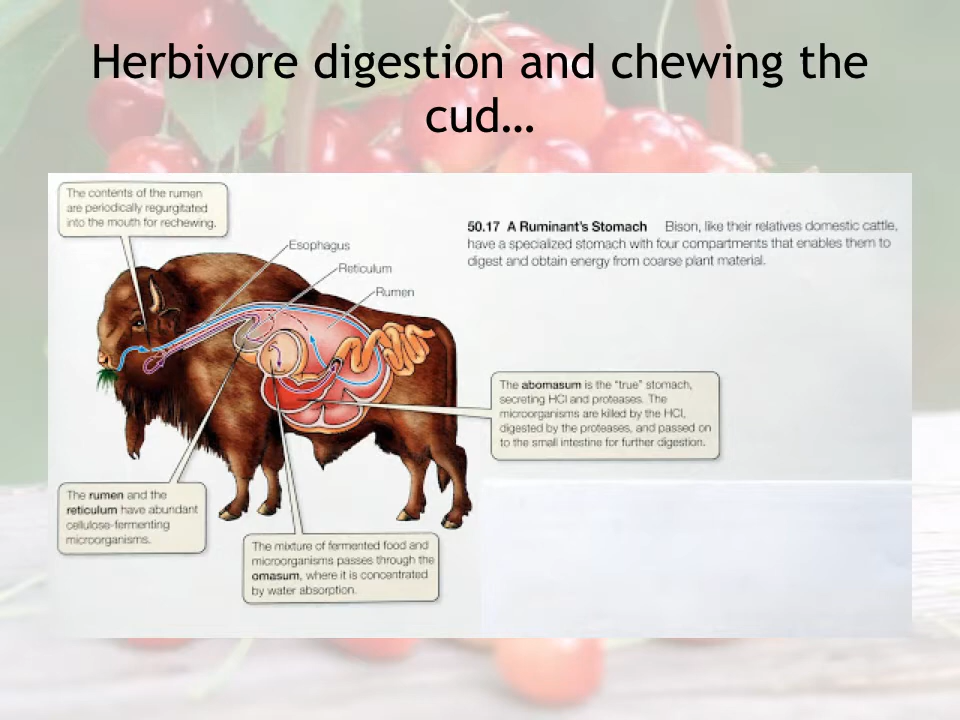 Herbivore digestion and chewing the
cud…
The contents of the rumen
are periodically regurgitated
into the mouth for rechewing.
50.17 A Ruminant's Stomach Bison, like their relatives domestic cattle,
have a specialized stomach with four compartments that enables them to
digest and obtain energy from coarse plant material.
Esophagus
Reticulum
Rumen
The abomasum is the "true" stomach,
secreting HCl and proteases. The
microorganisms are killed by the HCl,
digested by the proteases, and passed on
to the small intestine for further digestion.
The rumen and the
reticulum have abundant
cellulose-fermenting
microorganisms.
The mixture of fermented food and
microorganisms passes through the
omasum, where it is concentrated
by water absorption.